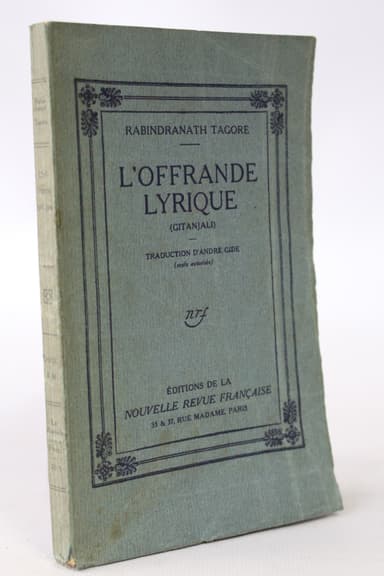 RABINDRANATH TAGORE
L'OFFRANDE
LYRIQUE
(GITANJALI)
TRADUCTION D'ANDRÉ GIDE
(seule autorisée)
nrf
ÉDITIONS DE LA
NOUVELLE REVUE FRANÇAISE
35 & 37, RUE MADAME, PARIS